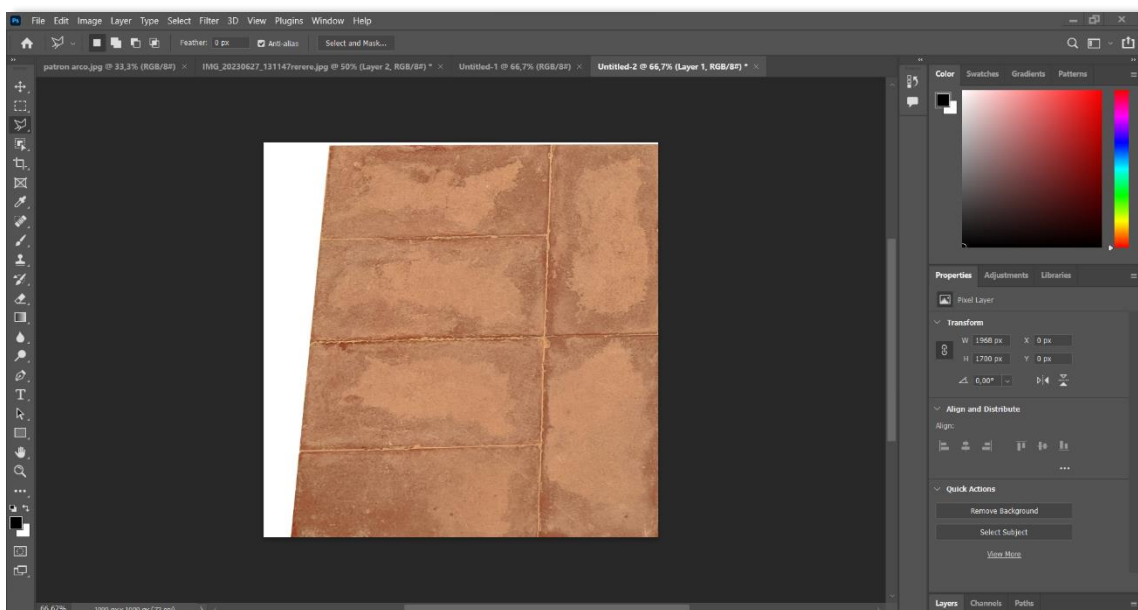 Ps File Edit Image Layer Type Select Filter 3D View Plugins Window Help
Feather: 0 px Anti-alias Select and Mask...
patron arco.jpg @ 33,3% (RGB/8#) × IMG_20230627_131147rerere.jpg @ 50% (Layer 2, RGB/8#) * × Untitled-1 @ 66,7% (RGB/8#) × Untitled-2 @ 66,7% (Layer 1, RGB/8#) * ×
Color Swatches Gradients Patterns
Properties Adjustments Libraries
Pixel Layer
Transform
W 1968 px X 0 px
H 1700 px Y 0 px
0,00°
Align and Distribute
Align:
Quick Actions
Remove Background
Select Subject
View More
66,67%
Layers Channels Paths